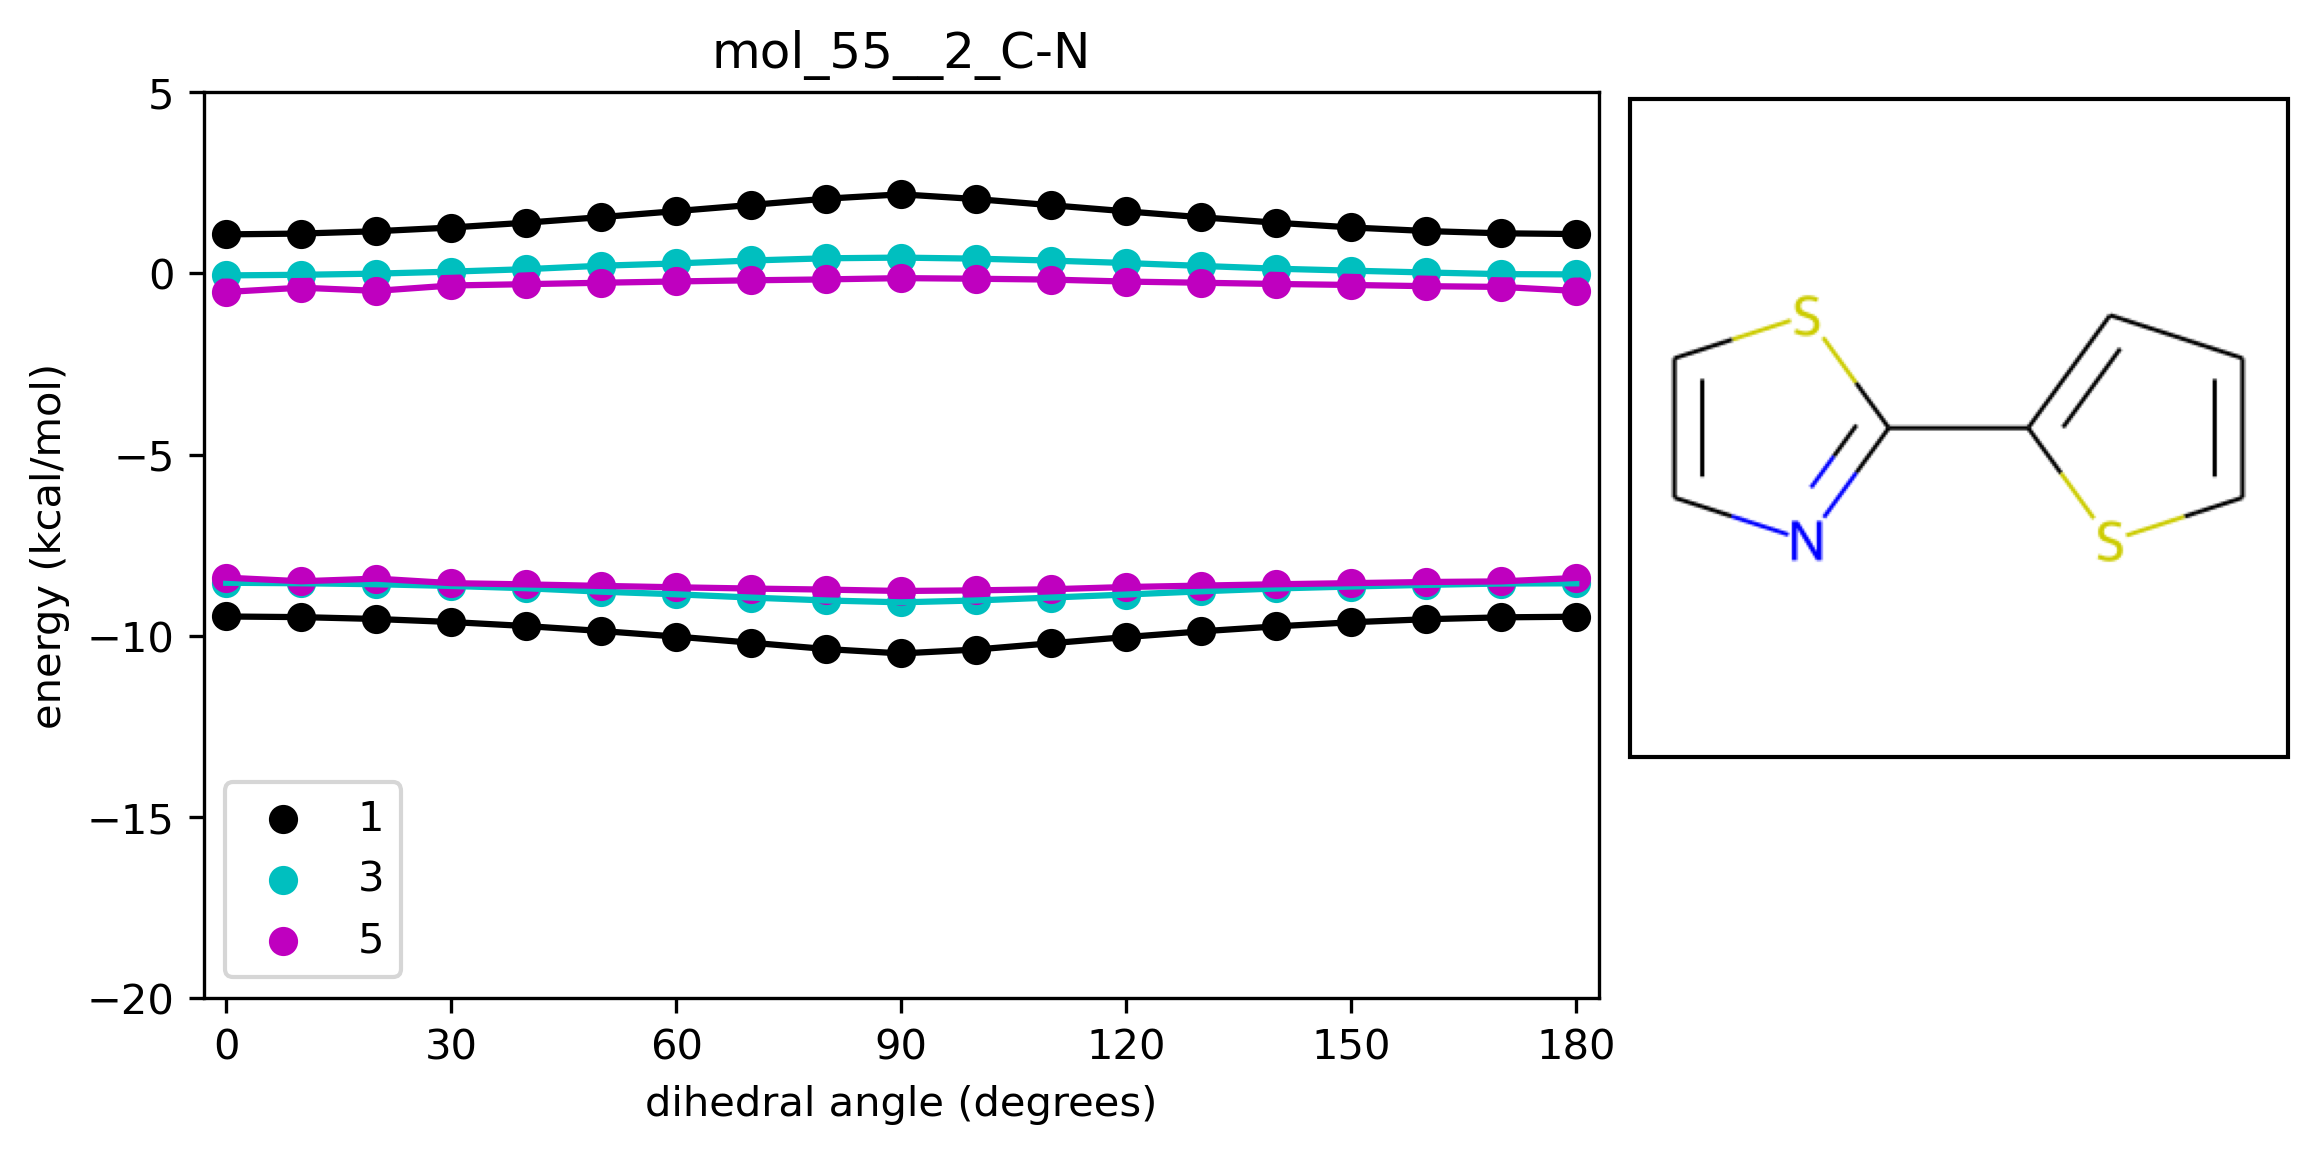 mol_55__2_C-N
5
0
−5
−10
−15
−20
energy (kcal/mol)
1
3
5
0 30 60 90 120 150 180
dihedral angle (degrees)
S
N
S